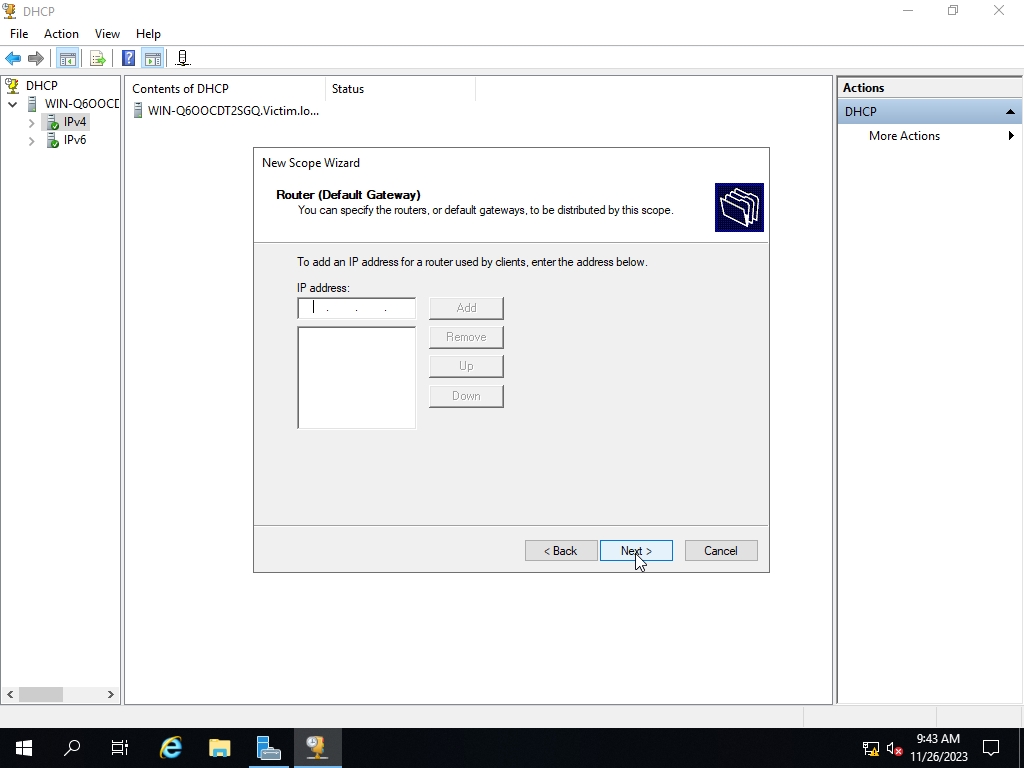 DHCP
File Action View Help
DHCP
WIN-Q6OOCD
IPv4
IPv6
Contents of DHCP Status
WIN-Q6OOCDT2SGQ.Victim.lo...
Actions
DHCP
More Actions
New Scope Wizard
Router (Default Gateway)
You can specify the routers, or default gateways, to be distributed by this scope.
To add an IP address for a router used by clients, enter the address below.
IP address:
. . .
Add
Remove
Up
Down
< Back Next > Cancel
9:43 AM
11/26/2023